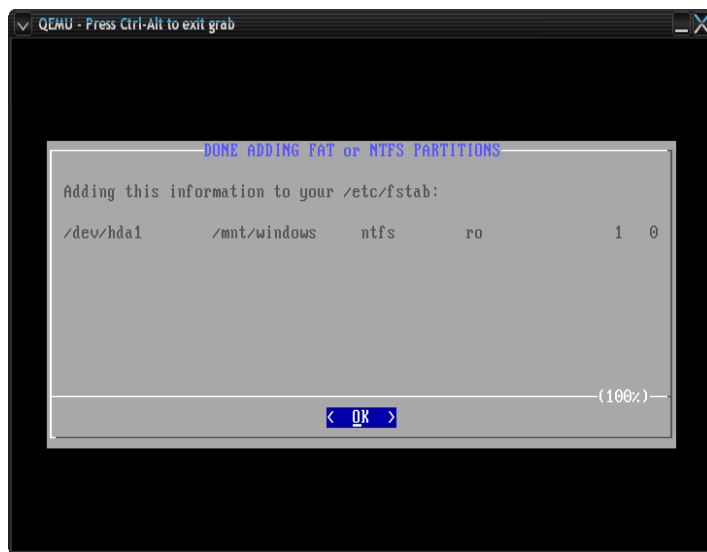 QEMU - Press Ctrl-Alt to exit grab
DONE ADDING FAT or NTFS PARTITIONS
Adding this information to your /etc/fstab:
/dev/hda1 /mnt/windows ntfs ro 1 0
(100%)
< OK >